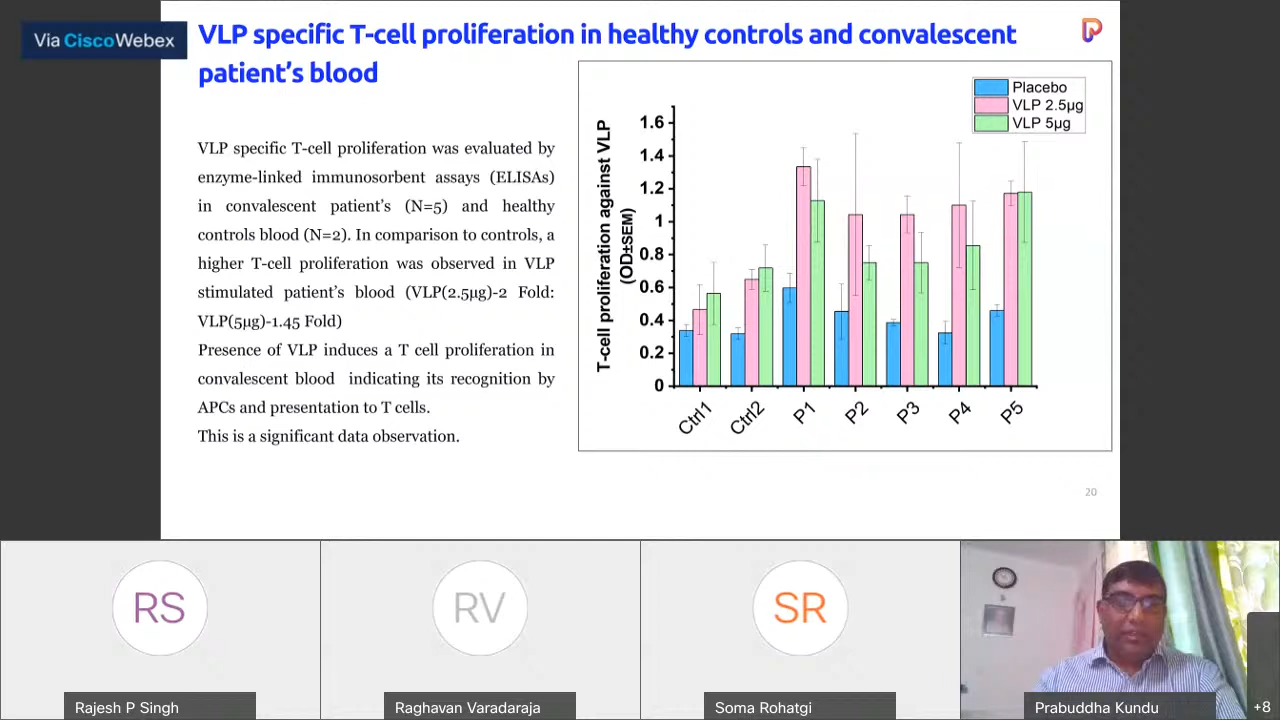 Via CiscoWebex
VLP specific T-cell proliferation in healthy controls and convalescent
patient's blood
VLP specific T-cell proliferation was evaluated by
enzyme-linked immunosorbent assays (ELISAs)
in convalescent patient's (N=5) and healthy
controls blood (N=2). In comparison to controls, a
higher T-cell proliferation was observed in VLP
stimulated patient's blood (VLP(2.5μg)-2 Fold:
VLP(5μg)-1.45 Fold)
Presence of VLP induces a T cell proliferation in
convalescent blood indicating its recognition by
APCs and presentation to T cells.
This is a significant data observation.
T-cell proliferation against VLP
(OD±SEM)
1.6
1.4
1.2
1
0.8
0.6
0.4
0.2
0
Ctrl1
Ctrl2
P1
P2
P3
P4
P5
Placebo
VLP 2.5μg
VLP 5μg
20
RS
RV
SR
Rajesh P Singh
Raghavan Varadaraja
Soma Rohatgi
Prabuddha Kundu
+8